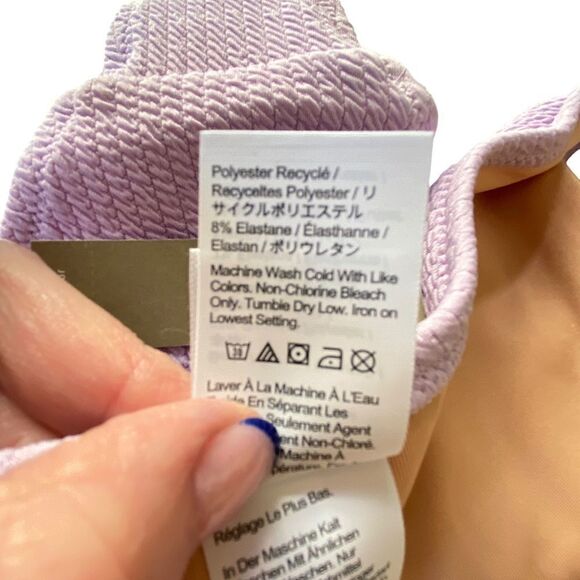 Polyester Recyclé /
Recyceltes Polyester / リ
サイクルポリエステル
8% Elastane / Élasthanne /
Elastan / ポリウレタン
Machine Wash Cold With Like
Colors. Non-Chlorine Bleach
Only. Tumble Dry Low. Iron on
Lowest Setting.
30
Laver À La Machine À L'Eau
En Séparant Les
Seulement Agent
Non-Chloré.
Machine À
Réglage Le Plus Bas.
In Der Maschine Kalt
Mit Ähnlichen
Nur